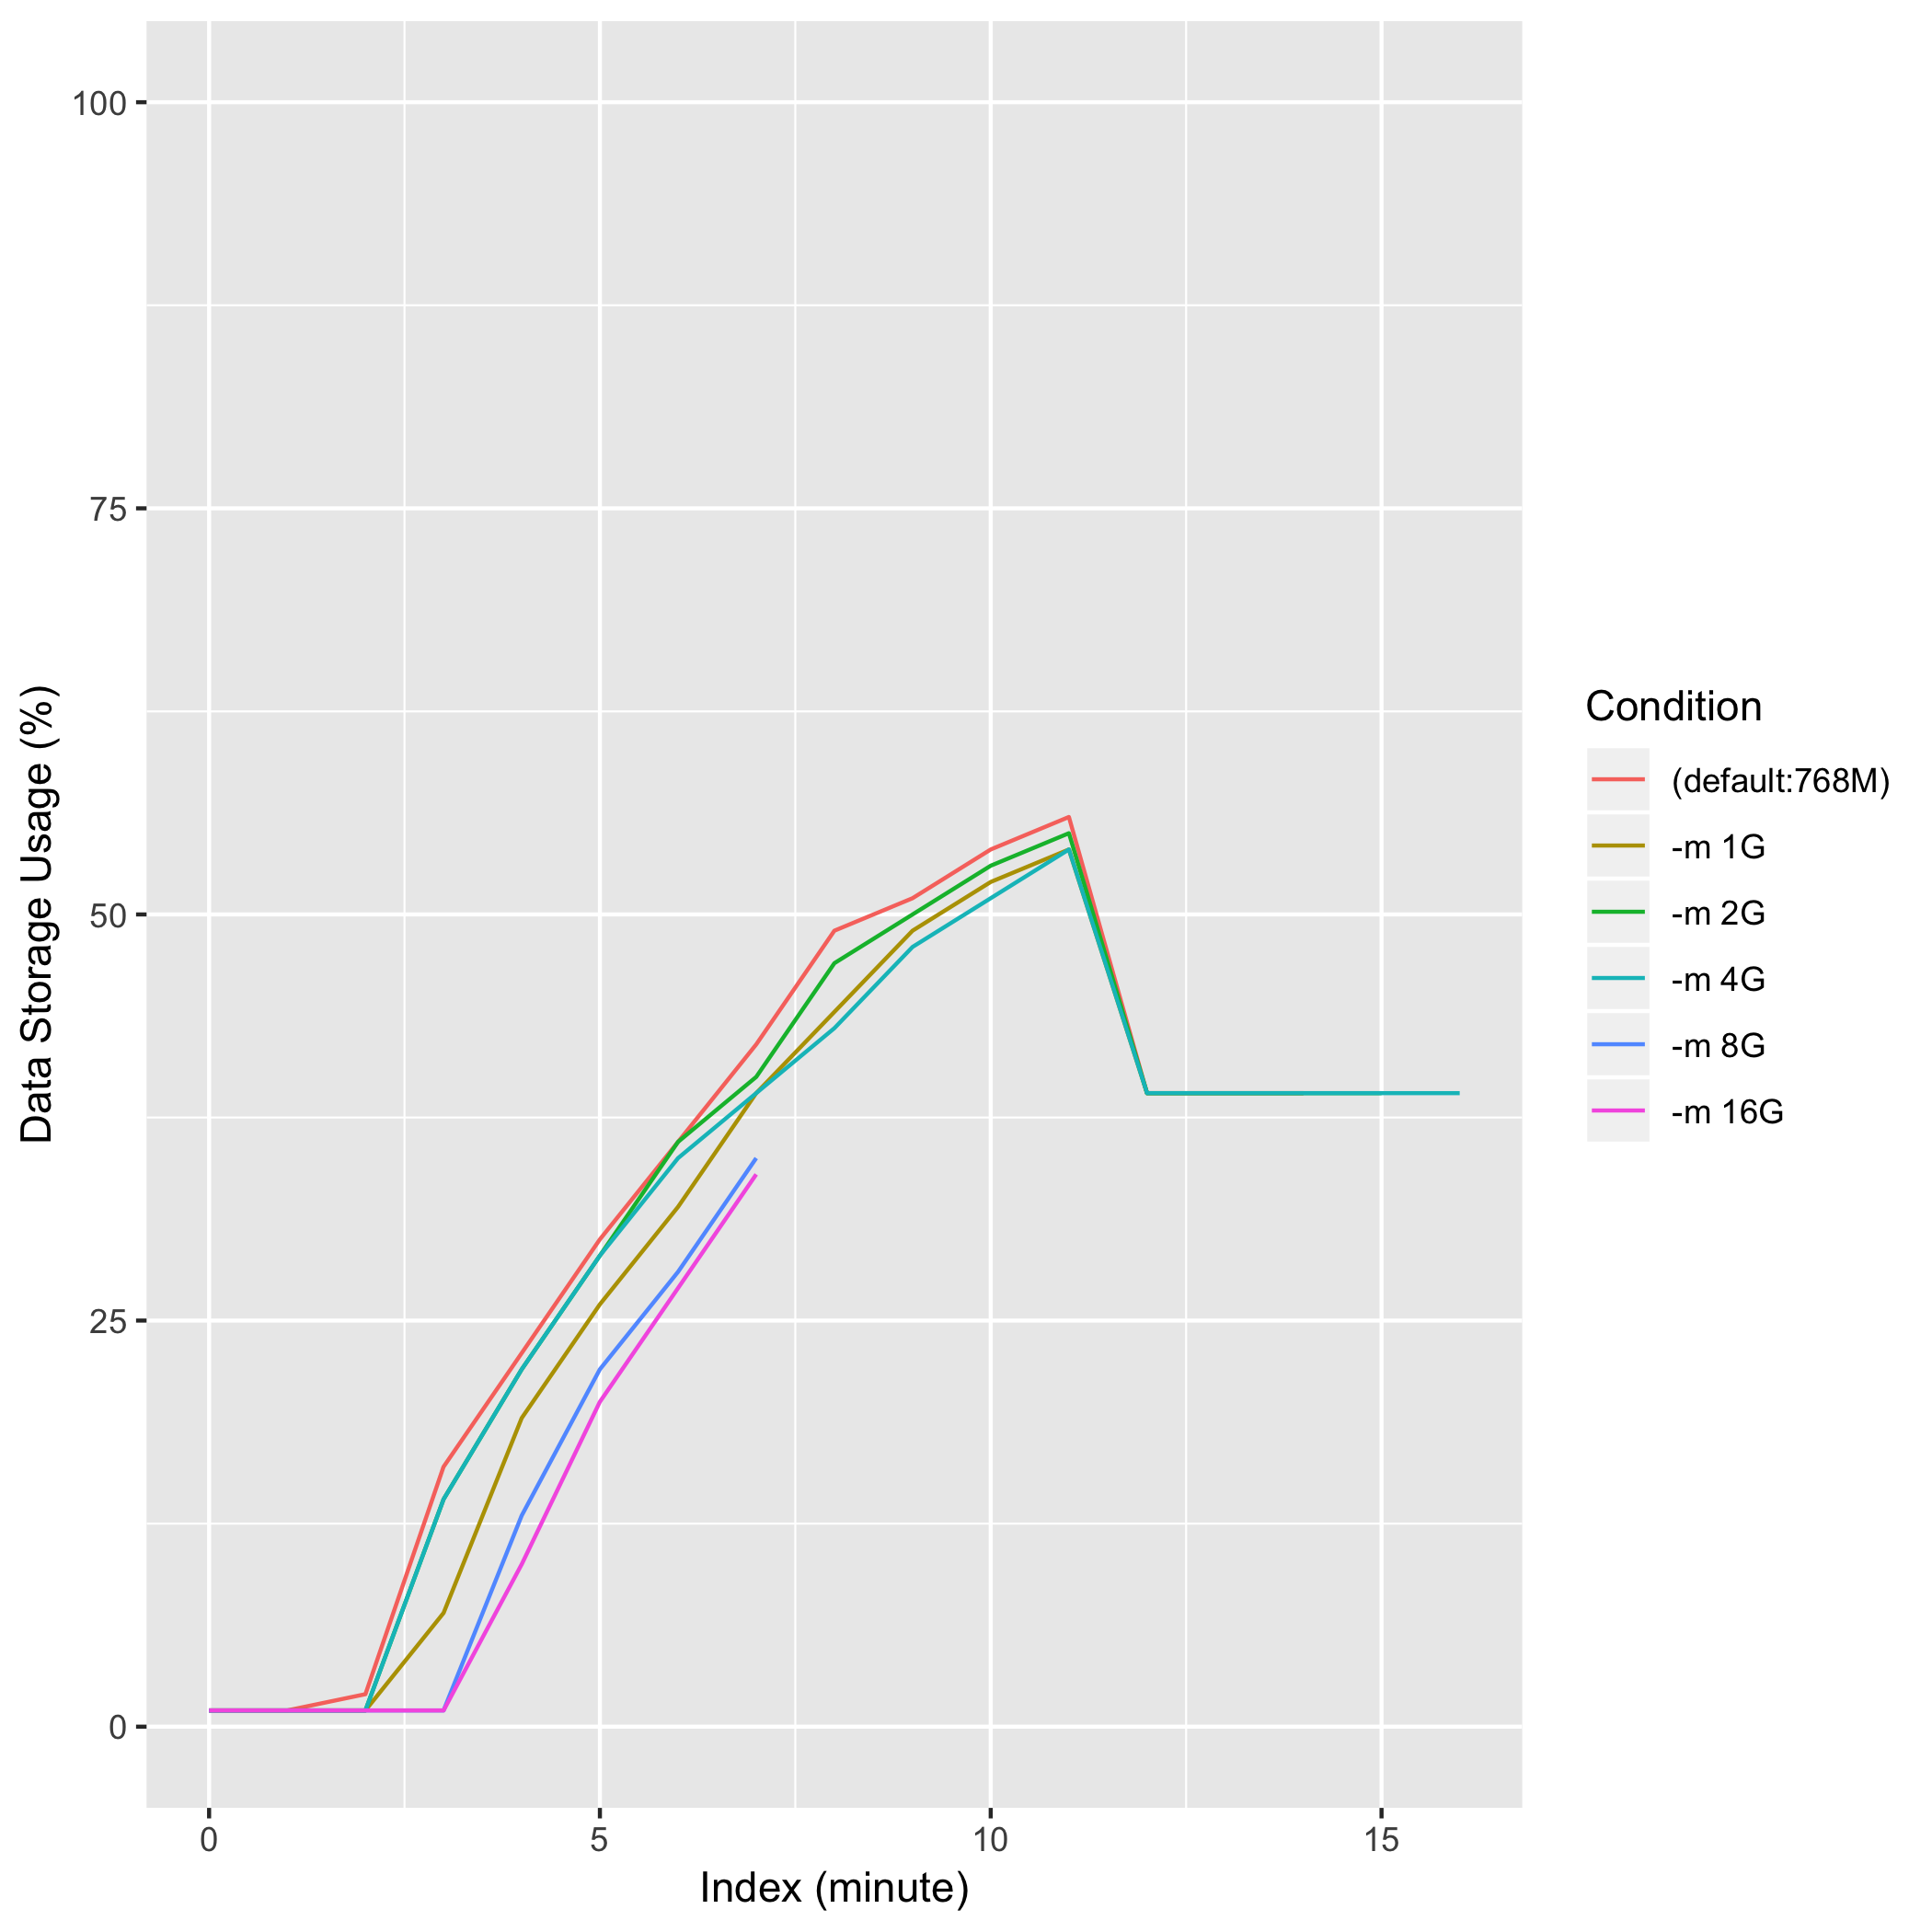 100
75
50
25
0
Data Storage Usage (%)
0
5
10
15
Index (minute)
Condition
(default:768M)
-m 1G
-m 2G
-m 4G
-m 8G
-m 16G